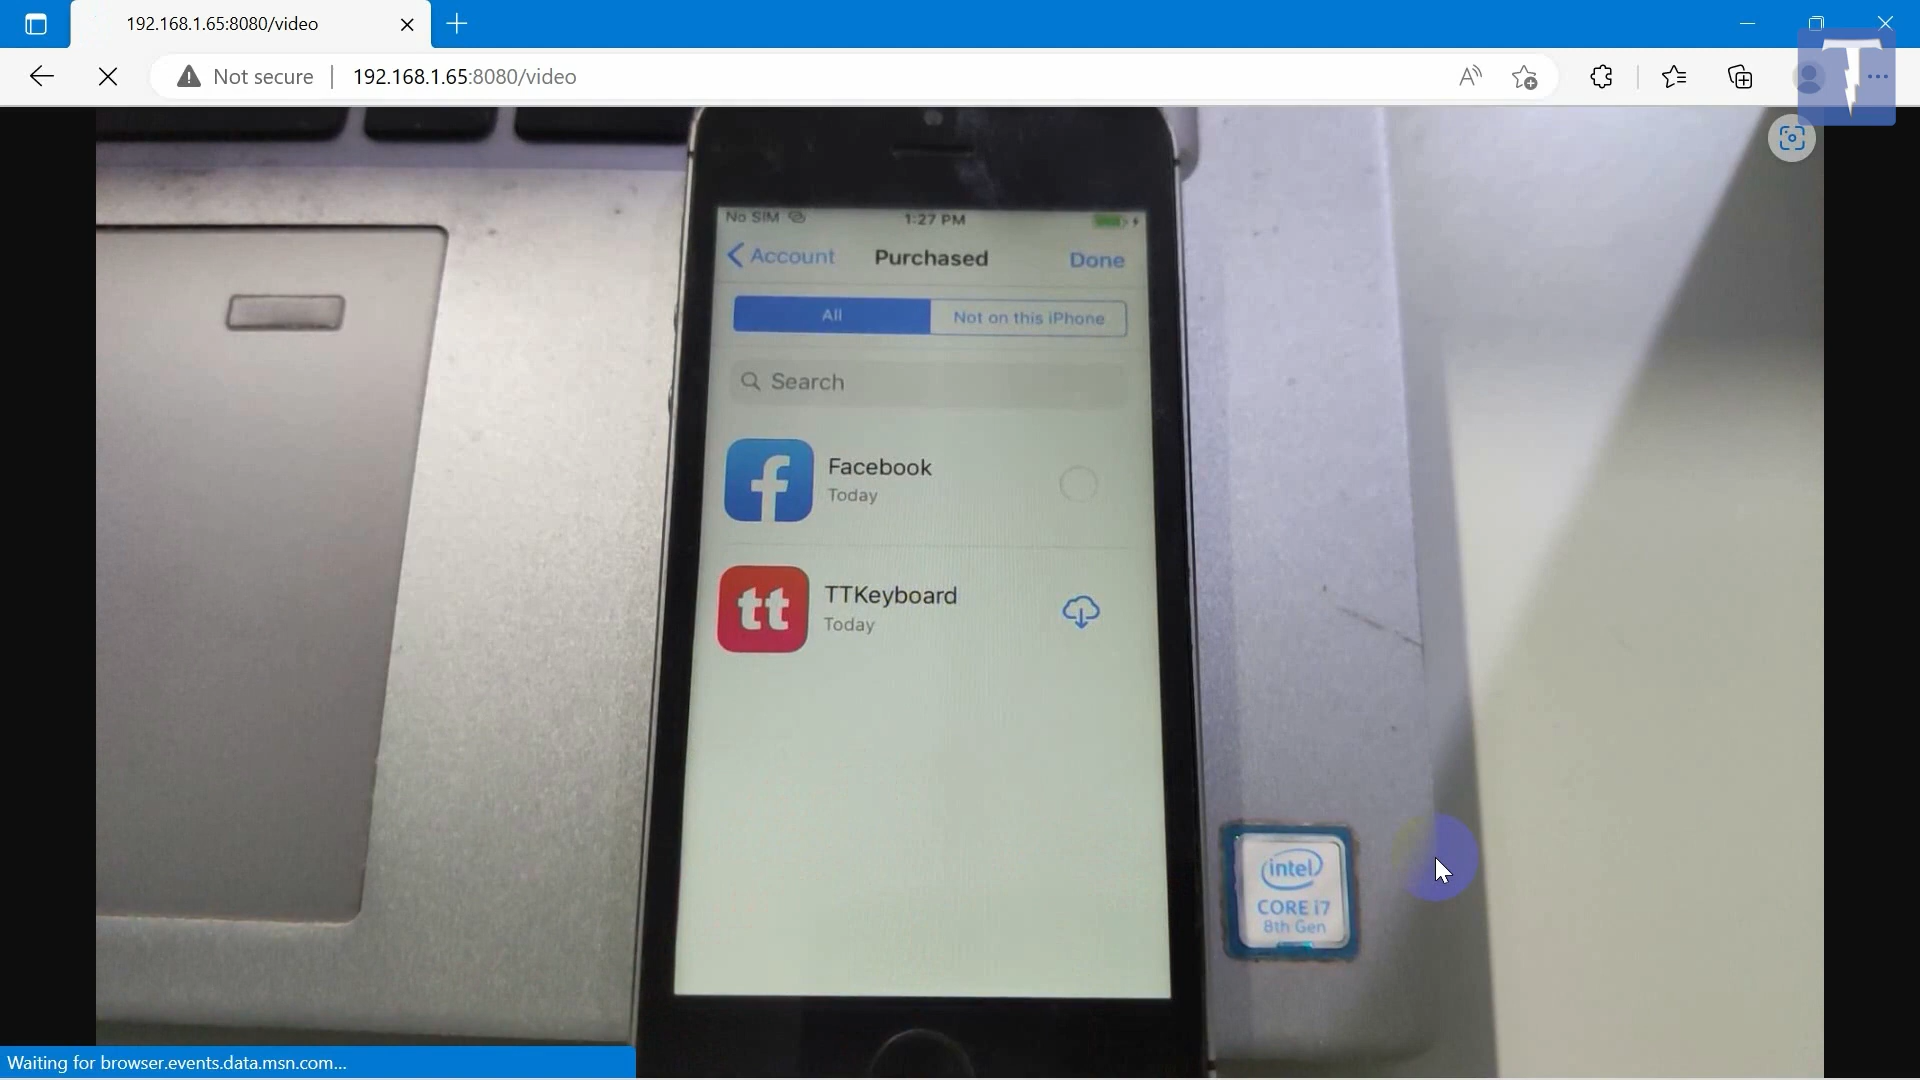 192.168.1.65:8080/video
Not secure
192.168.1.65:8080/video
No SIM
1:27 PM
Account
Purchased
Done
All
Not on this iPhone
Search
Facebook
Today
tt
TTKeyboard
Today
intel
CORE i7
8th Gen
Waiting for browser.events.data.msn.com...